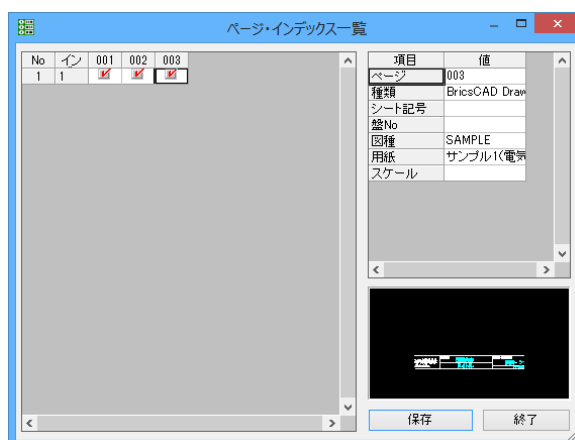 ページ・インデックス一覧
No イン 001 002 003
1 1
項目 値
ページ 003
種類 BricsCAD Draw
シート記号
盤No
図種 SAMPLE
用紙 サンプル1(電気
スケール
保存 終了